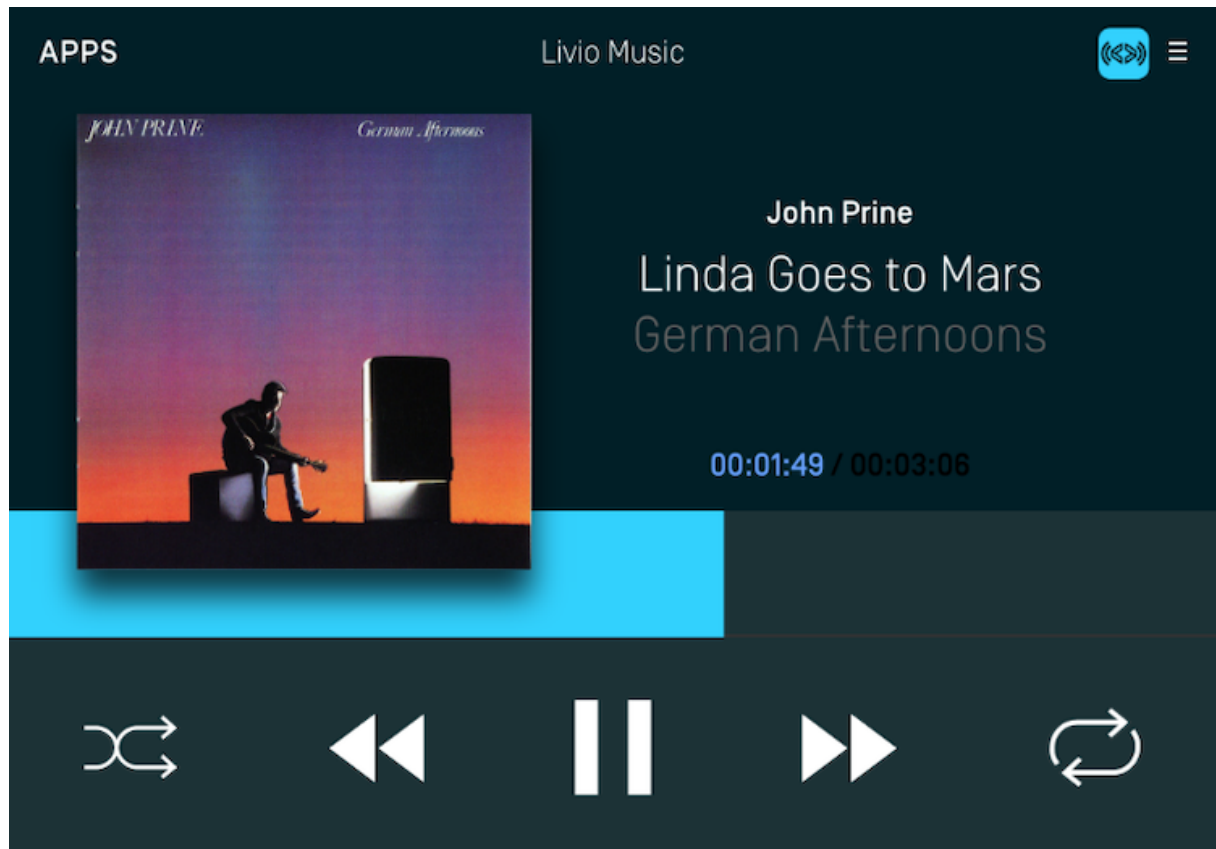 APPS
Livio Music
JOHN PRINE
German Afternoons
John Prine
Linda Goes to Mars
German Afternoons
00:01:49 / 00:03:06